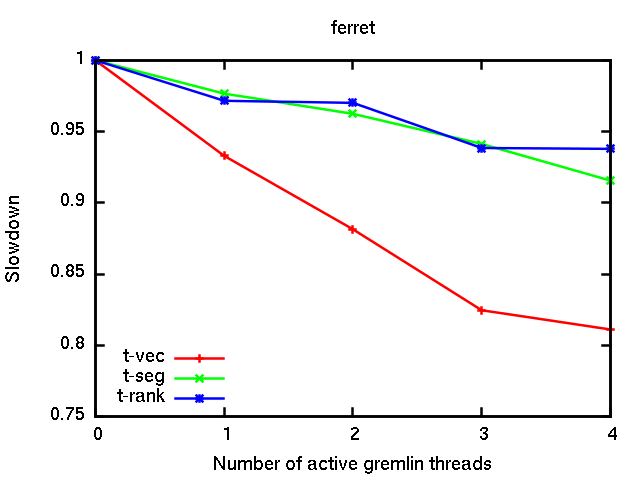 ferret
1
0.95
0.9
0.85
0.8
0.75
Slowdown
t-vec
t-seg
t-rank
0 1 2 3 4
Number of active gremlin threads